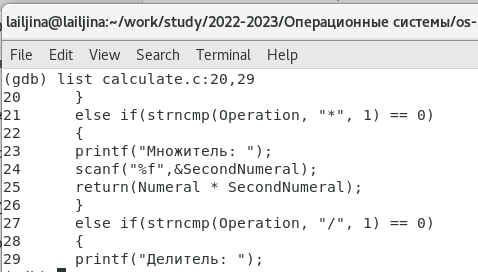 lailjina@lailjina:~/work/study/2022-2023/Операционные системы/os-
File Edit View Search Terminal Help
(gdb) list calculate.c:20,29
20      }
21      else if(strncmp(Operation, "*", 1) == 0)
22      {
23      printf("Множитель: ");
24      scanf("%f",&SecondNumeral);
25      return(Numeral * SecondNumeral);
26      }
27      else if(strncmp(Operation, "/", 1) == 0)
28      {
29      printf("Делитель: ");